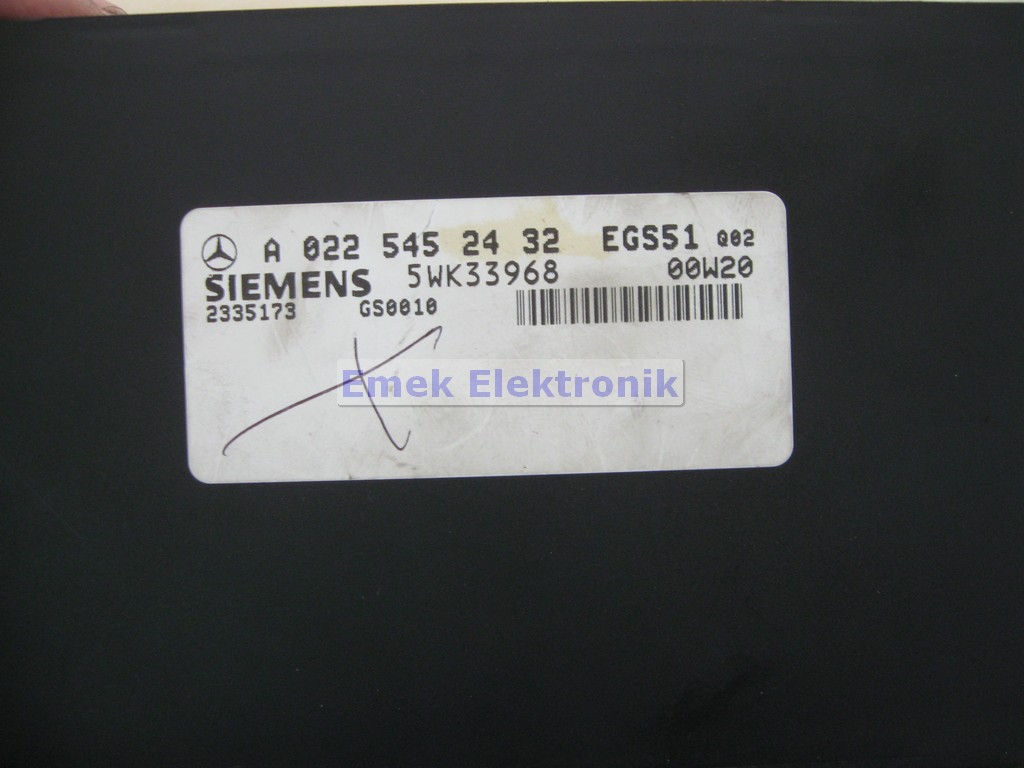 A 022 545 24 32 EGS51 Q02
SIEMENS 5WK33968 00W20
2335173 GS0010
Emek Elektronik